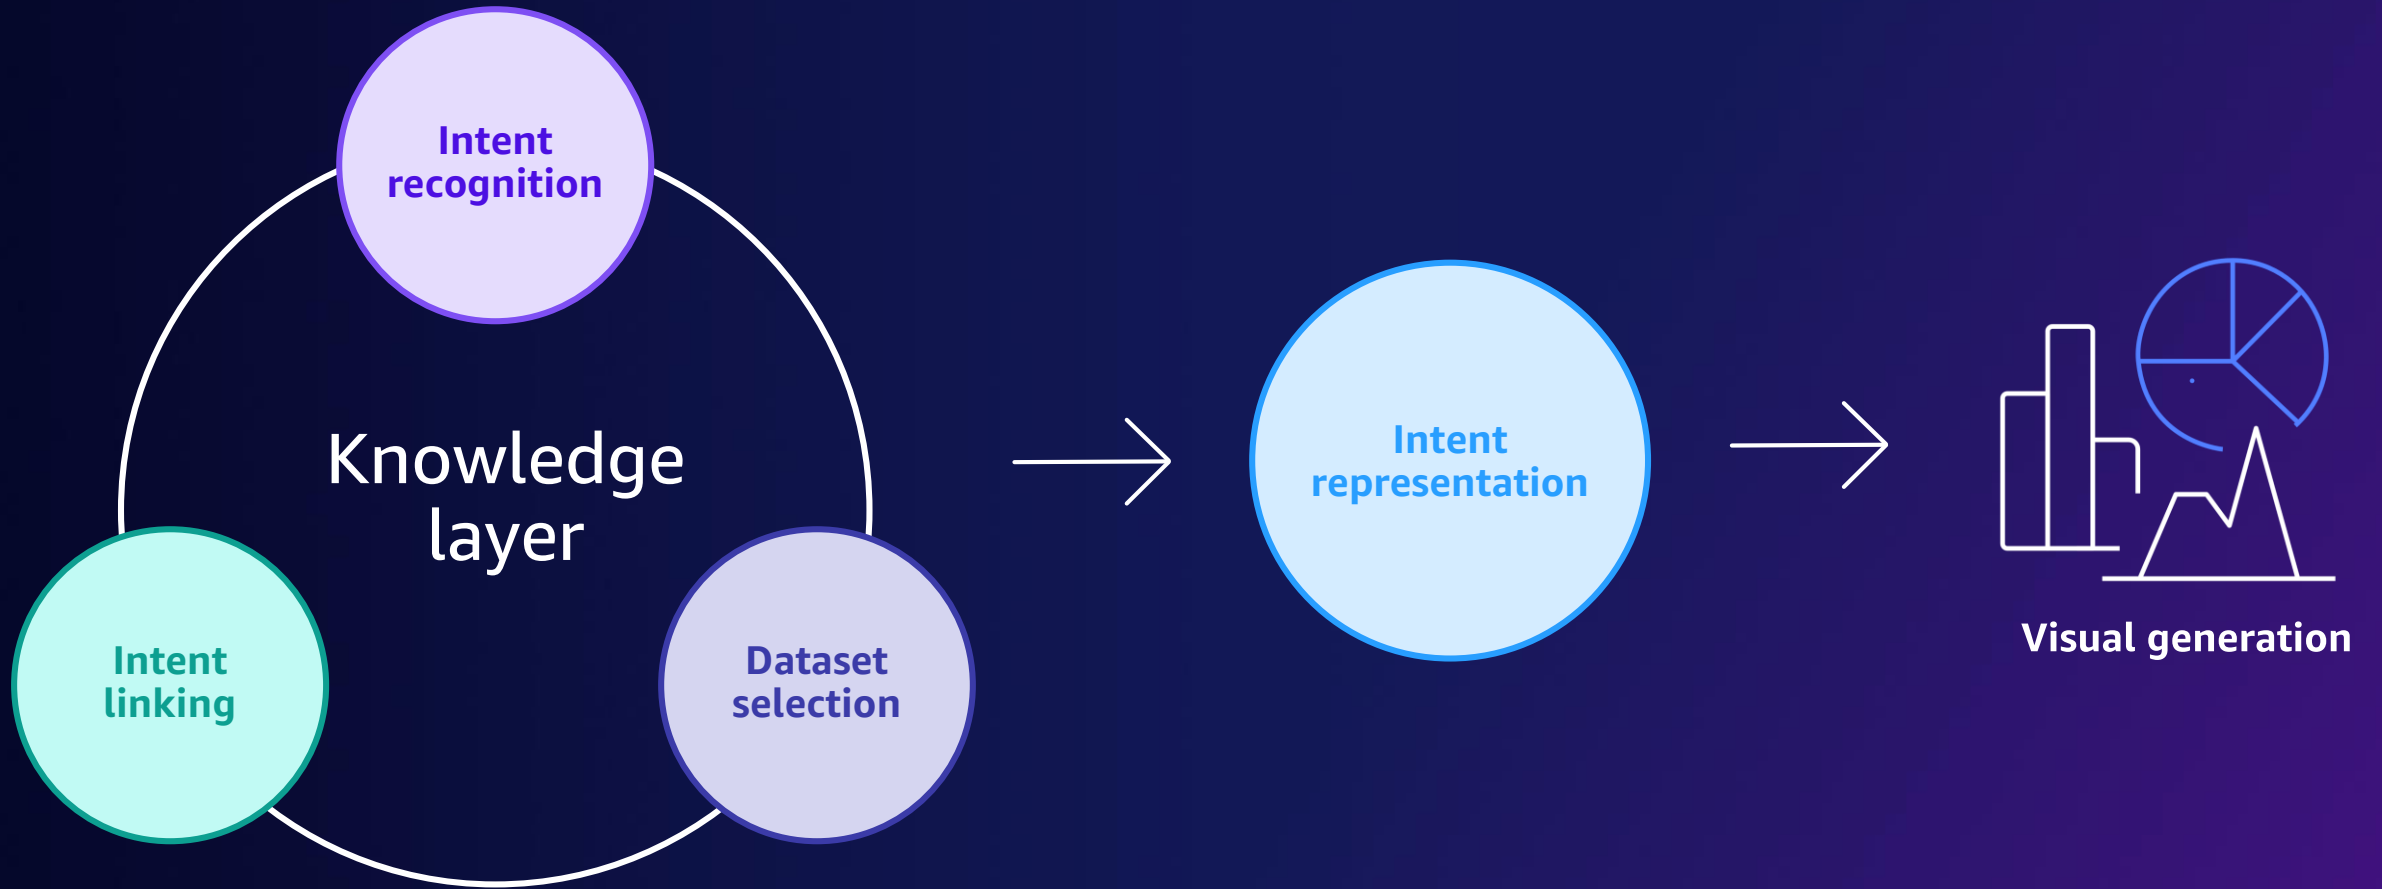 Intent
recognition
Knowledge
layer
Intent
linking
Dataset
selection
Intent
representation
Visual generation